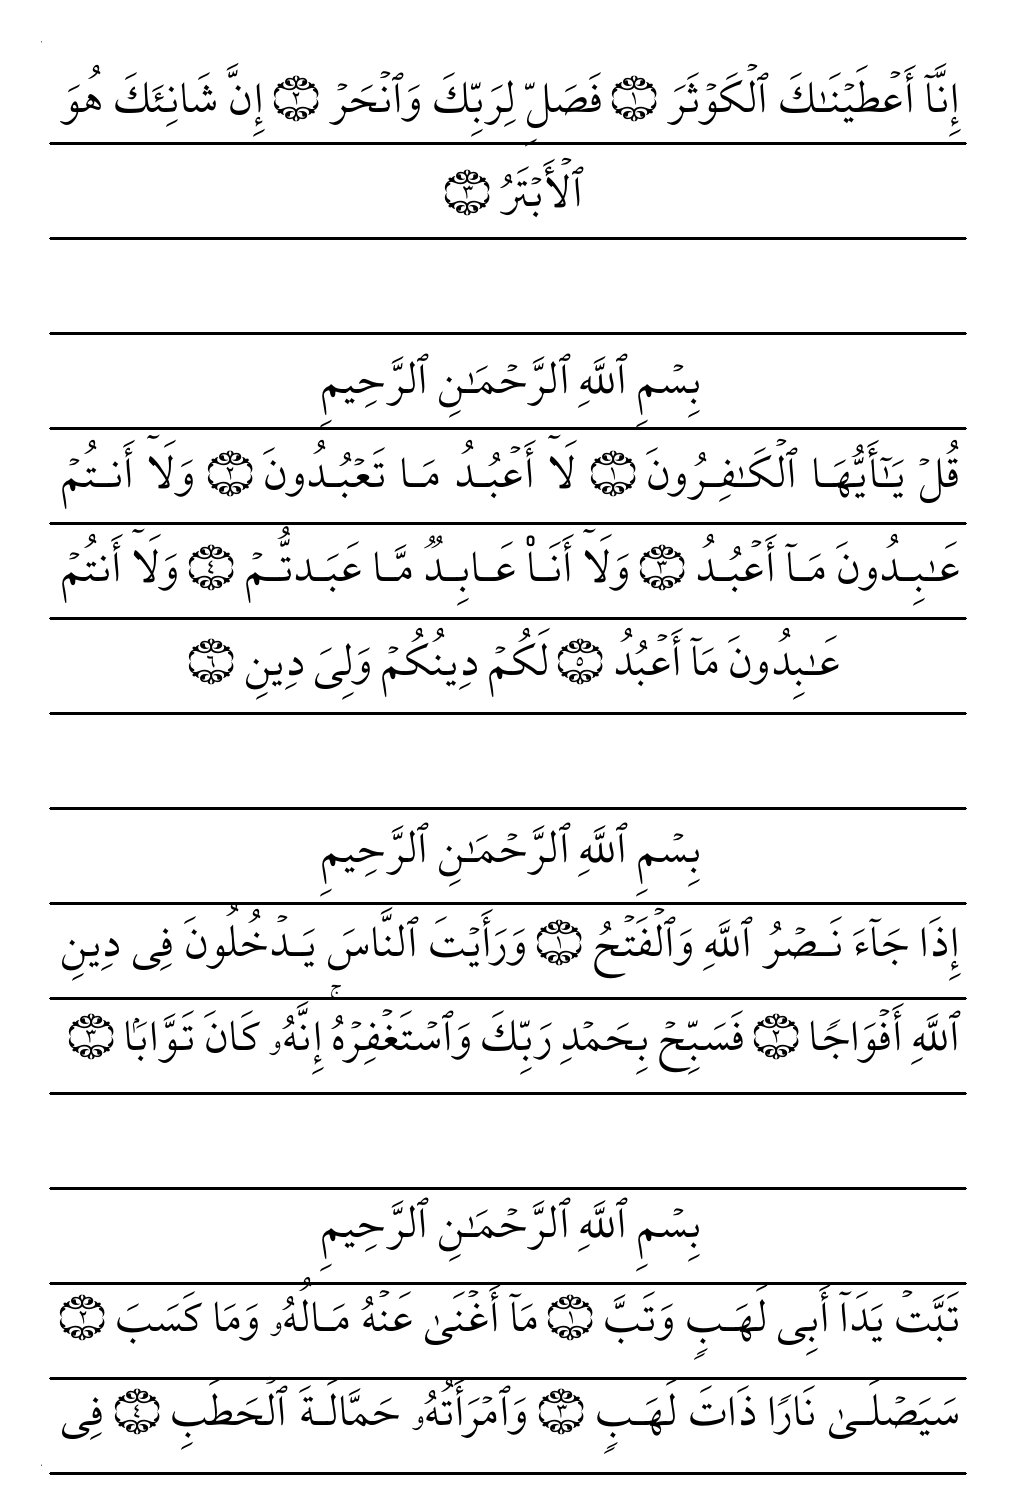 إِنَّآ أَعۡطَيۡنَـٰكَ ٱلۡكَوۡثَرَ ١ فَصَلِّ لِرَبِّكَ وَٱنۡحَرۡ ٢ إِنَّ شَانِئَكَ هُوَ
ٱلۡأَبۡتَرُ ٣
بِسۡمِ ٱللَّهِ ٱلرَّحۡمَـٰنِ ٱلرَّحِيمِ
قُلۡ يَـٰٓأَيُّهَا ٱلۡكَـٰفِرُونَ ١ لَآ أَعۡبُدُ مَا تَعۡبُدُونَ ٢ وَلَآ أَنتُمۡ
عَـٰبِدُونَ مَآ أَعۡبُدُ ٣ وَلَآ أَنَا۠ عَابِدٌ مَّا عَبَدتُّمۡ ٤ وَلَآ أَنتُمۡ
عَـٰبِدُونَ مَآ أَعۡبُدُ ٥ لَكُمۡ دِينُكُمۡ وَلِىَ دِينِ ٦
بِسۡمِ ٱللَّهِ ٱلرَّحۡمَـٰنِ ٱلرَّحِيمِ
إِذَا جَآءَ نَصۡرُ ٱللَّهِ وَٱلۡفَتۡحُ ١ وَرَأَيۡتَ ٱلنَّاسَ يَدۡخُلُونَ فِى دِينِ
ٱللَّهِ أَفۡوَاجًا ٢ فَسَبِّحۡ بِحَمۡدِ رَبِّكَ وَٱسۡتَغۡفِرۡهُ‌ۚ إِنَّهُۥ كَانَ تَوَّابَۢا ٣
بِسۡمِ ٱللَّهِ ٱلرَّحۡمَـٰنِ ٱلرَّحِيمِ
تَبَّتۡ يَدَآ أَبِى لَهَبٍ وَتَبَّ ١ مَآ أَغۡنَىٰ عَنۡهُ مَالُهُۥ وَمَا كَسَبَ ٢
سَيَصۡلَىٰ نَارًا ذَاتَ لَهَبٍ ٣ وَٱمۡرَأَتُهُۥ حَمَّالَةَ ٱلۡحَطَبِ ٤ فِى